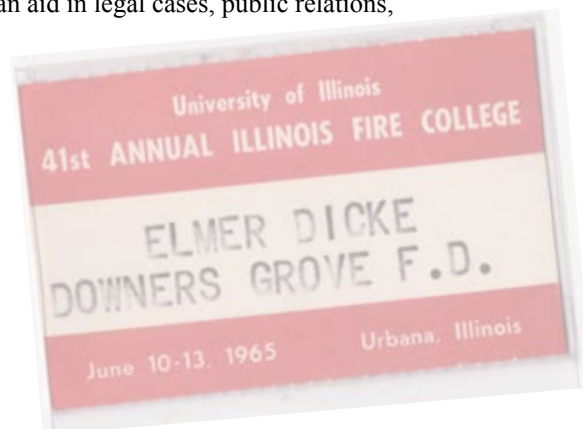 an aid in legal cases, public relations,
University of Illinois
41st ANNUAL ILLINOIS FIRE COLLEGE
ELMER DICKE
DOWNERS GROVE F.D.
June 10-13, 1965 Urbana, Illinois